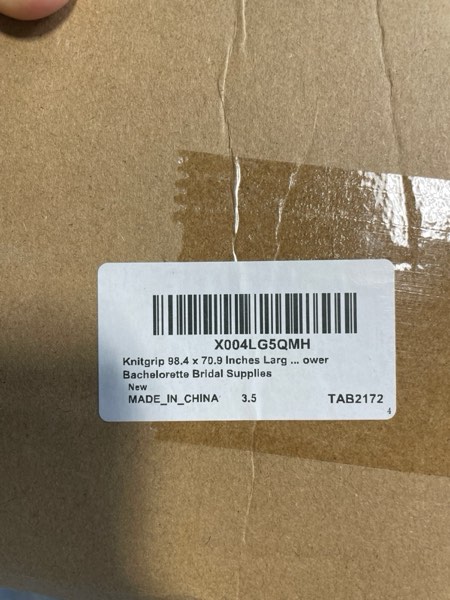 X004LG5QMH
Knitgrip 98.4 x 70.9 Inches Larg ... ower
Bachelorette Bridal Supplies
New
MADE_IN_CHINA 3.5 TAB2172
4